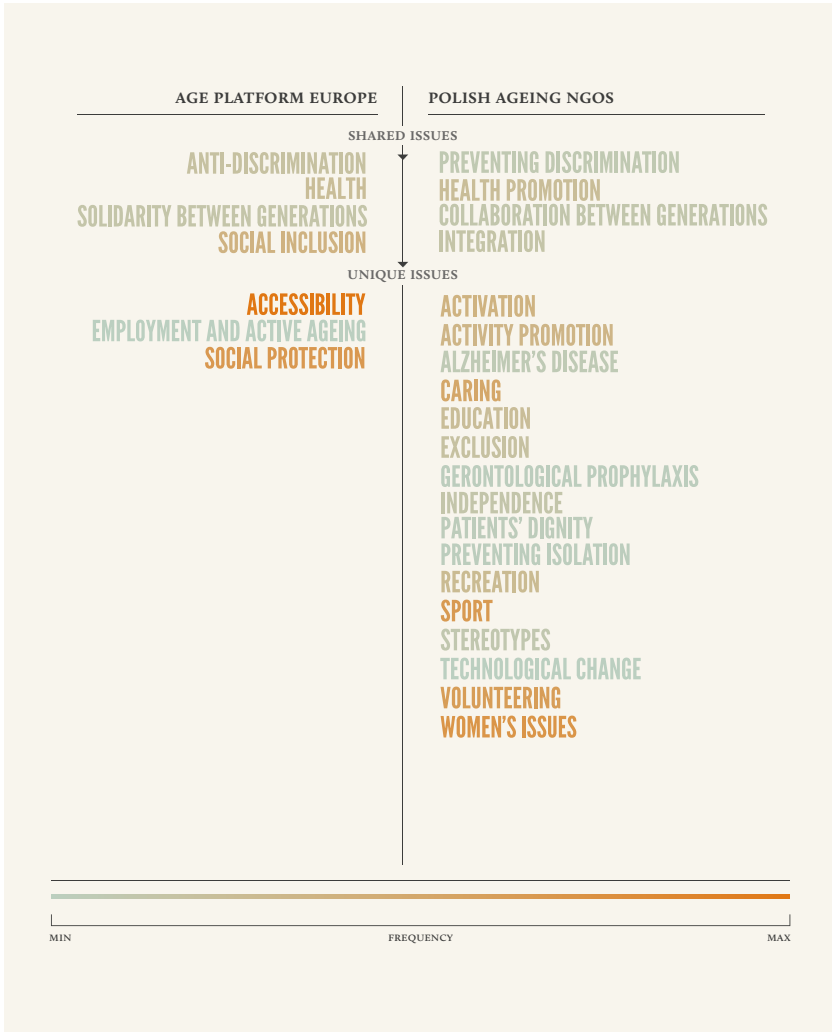 AGE PLATFORM EUROPE
POLISH AGEING NGOS
SHARED ISSUES
ANTI-DISCRIMINATION
HEALTH
SOLIDARITY BETWEEN GENERATIONS
SOCIAL INCLUSION
PREVENTING DISCRIMINATION
HEALTH PROMOTION
COLLABORATION BETWEEN GENERATIONS
INTEGRATION
UNIQUE ISSUES
ACCESSIBILITY
EMPLOYMENT AND ACTIVE AGEING
SOCIAL PROTECTION
ACTIVATION
ACTIVITY PROMOTION
ALZHEIMER'S DISEASE
CARING
EDUCATION
EXCLUSION
GERONTOLOGICAL PROPHYLAXIS
INDEPENDENCE
PATIENTS' DIGNITY
PREVENTING ISOLATION
RECREATION
SPORT
STEREOTYPES
TECHNOLOGICAL CHANGE
VOLUNTEERING
WOMEN'S ISSUES
MIN
FREQUENCY
MAX